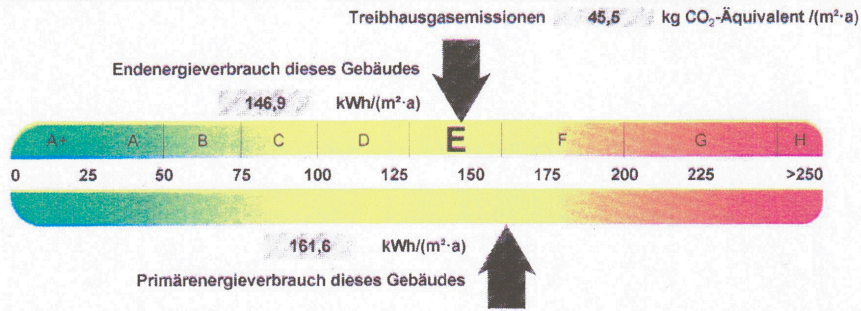 Treibhausgasemissionen 45,5 kg CO₂-Äquivalent /(m²·a)
Endenergieverbrauch dieses Gebäudes
146,9 kWh/(m²·a)
A+ A B C D E F G H
0 25 50 75 100 125 150 175 200 225 >250
161,6 kWh/(m²·a)
Primärenergieverbrauch dieses Gebäudes